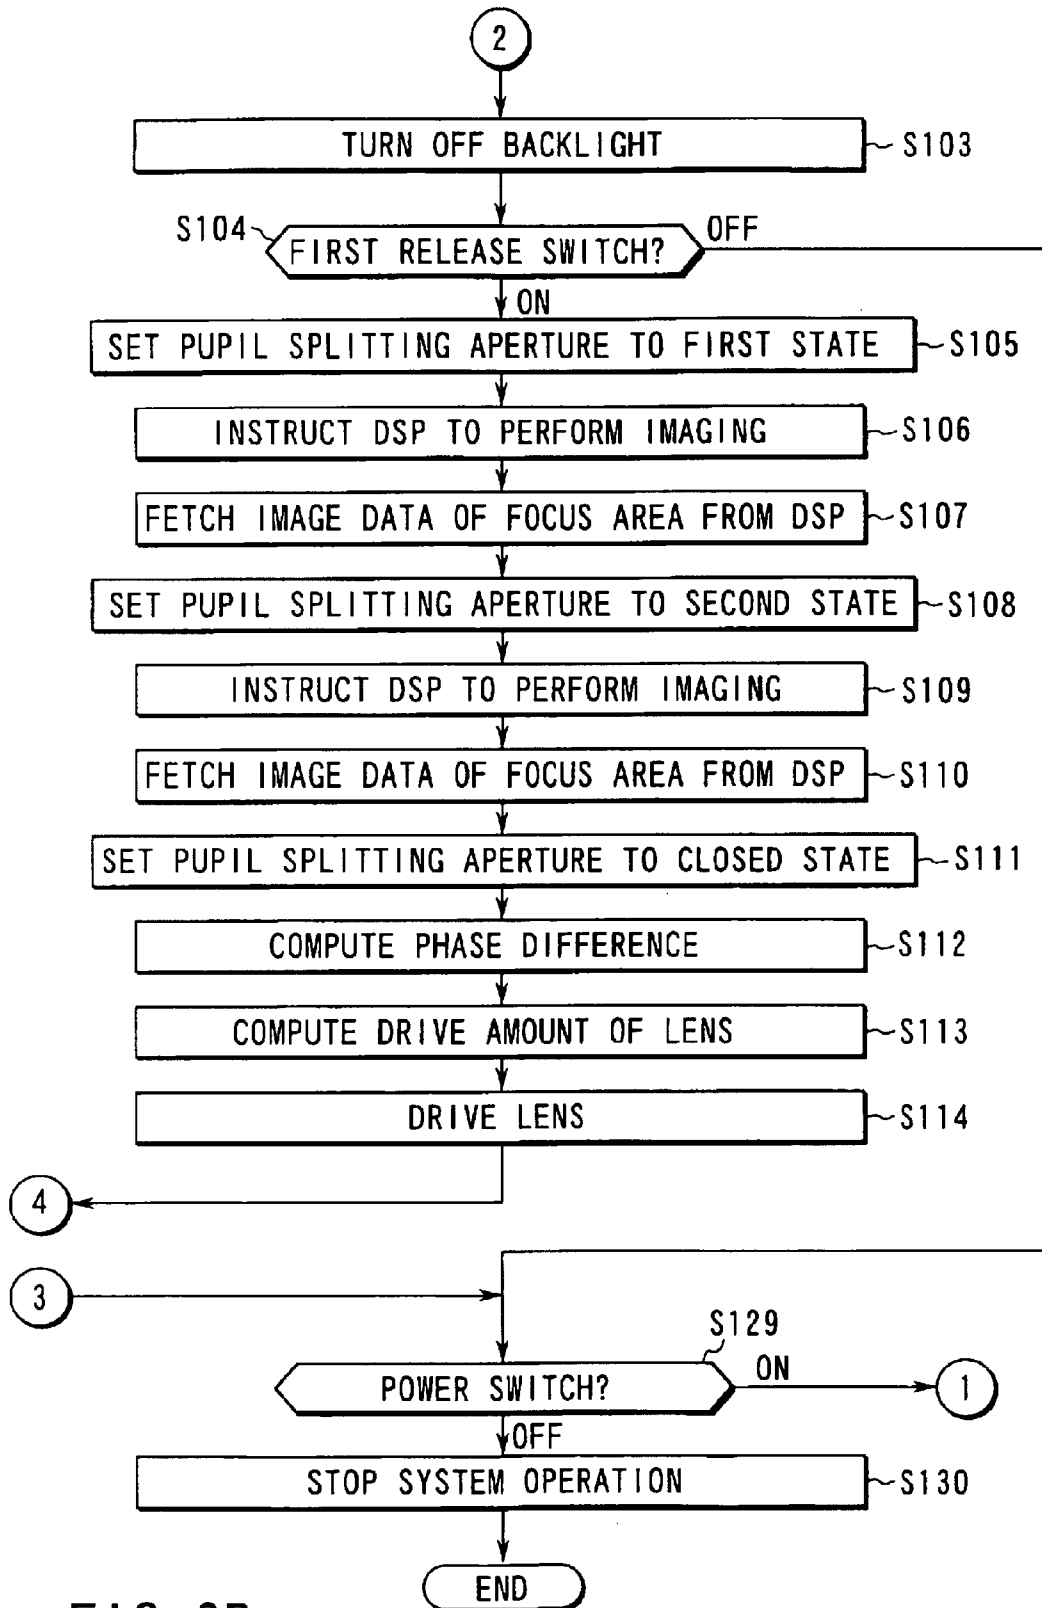 2
TURN OFF BACKLIGHT S103
S104 FIRST RELEASE SWITCH? OFF
ON
SET PUPIL SPLITTING APERTURE TO FIRST STATE S105
INSTRUCT DSP TO PERFORM IMAGING S106
FETCH IMAGE DATA OF FOCUS AREA FROM DSP S107
SET PUPIL SPLITTING APERTURE TO SECOND STATE S108
INSTRUCT DSP TO PERFORM IMAGING S109
FETCH IMAGE DATA OF FOCUS AREA FROM DSP S110
SET PUPIL SPLITTING APERTURE TO CLOSED STATE S111
COMPUTE PHASE DIFFERENCE S112
COMPUTE DRIVE AMOUNT OF LENS S113
DRIVE LENS S114
4
3
S129
POWER SWITCH? ON 1
OFF
STOP SYSTEM OPERATION S130
END